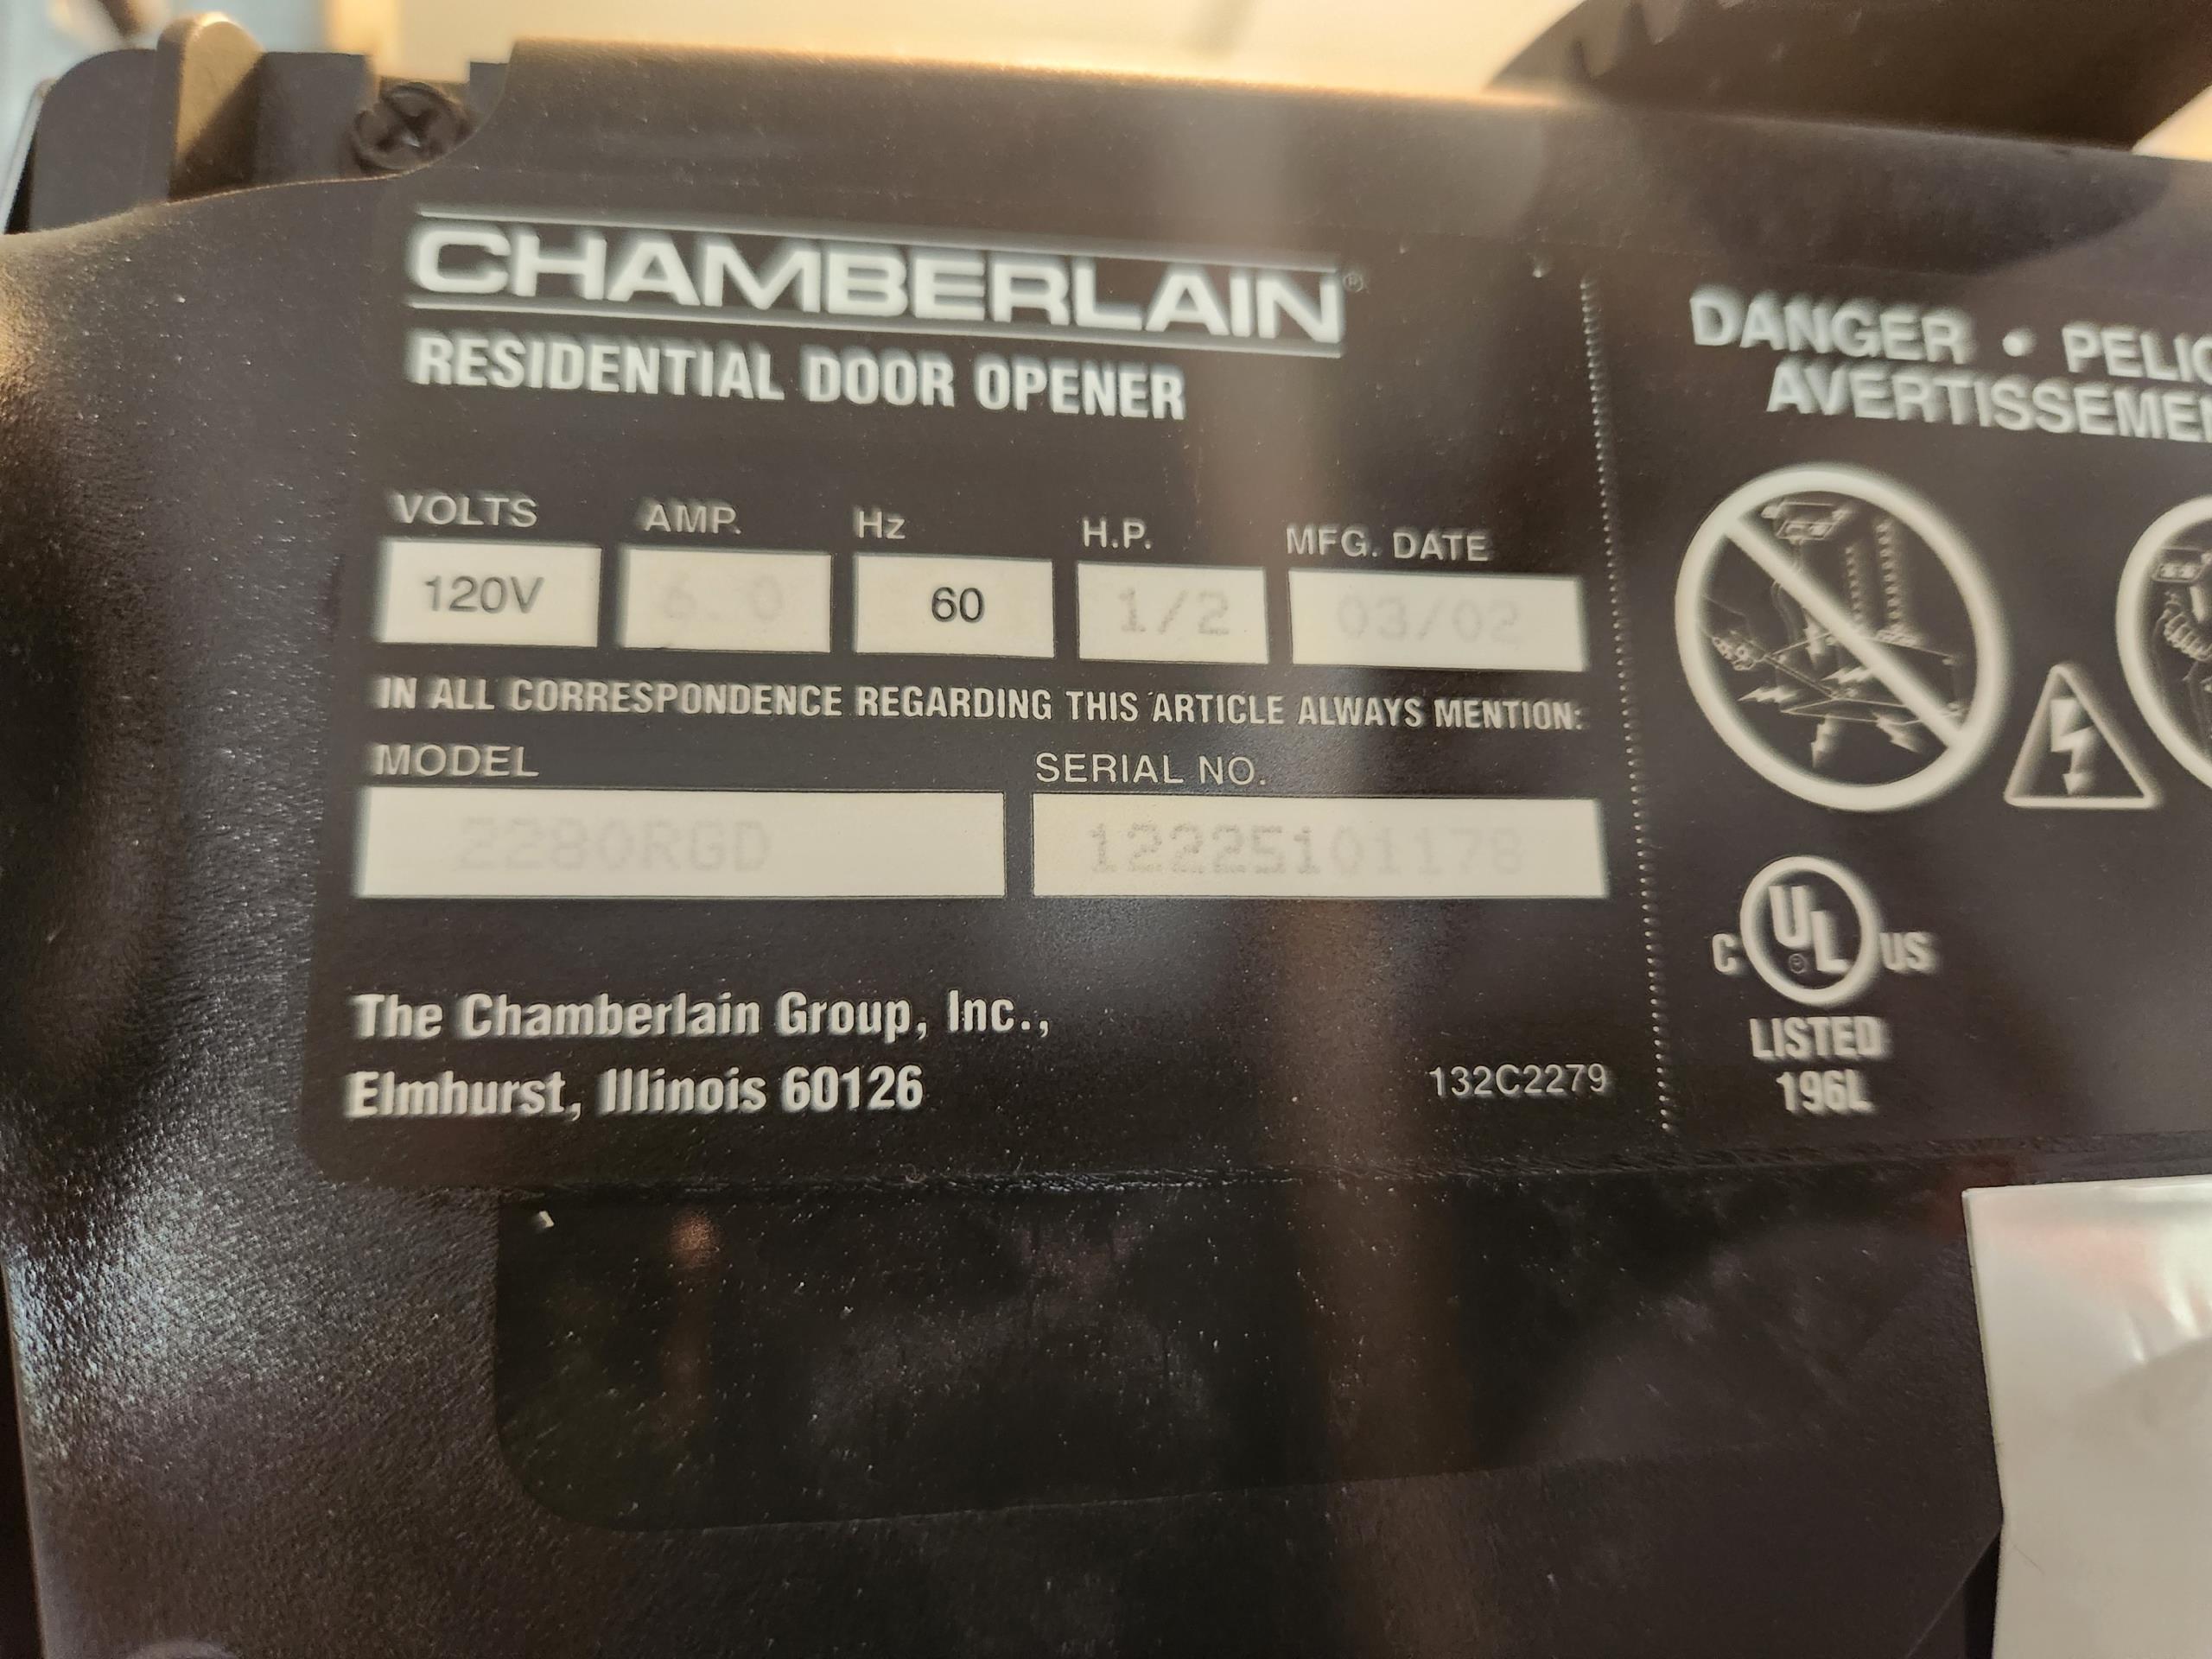 CHAMBERLAIN®
RESIDENTIAL DOOR OPENER
VOLTS AMP. Hz H.P. MFG. DATE
120V 6.0 60 1/2 03/02
IN ALL CORRESPONDENCE REGARDING THIS ARTICLE ALWAYS MENTION:
MODEL SERIAL NO.
2280RGD 12225101178
The Chamberlain Group, Inc.,
Elmhurst, Illinois 60126
132C2279
DANGER • PELIG
AVERTISSEME
C UL® US
LISTED
196L